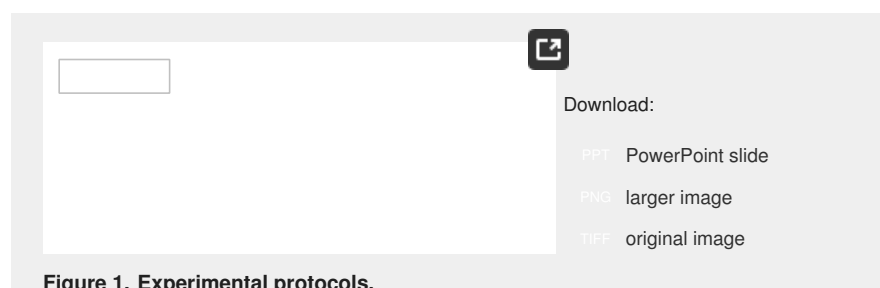 Download:
PPT PowerPoint slide
PNG larger image
TIFF original image
Figure 1. Experimental protocols.